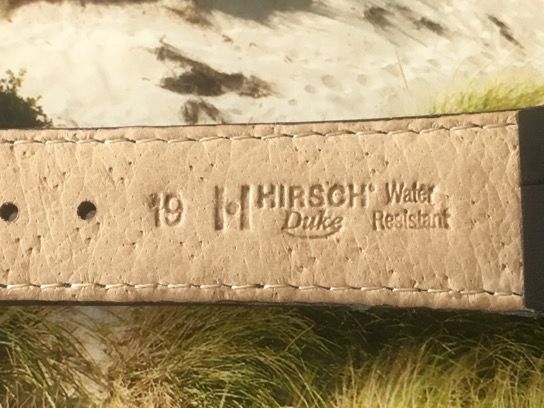 19 H HIRSCH® Water
Duke Resistant